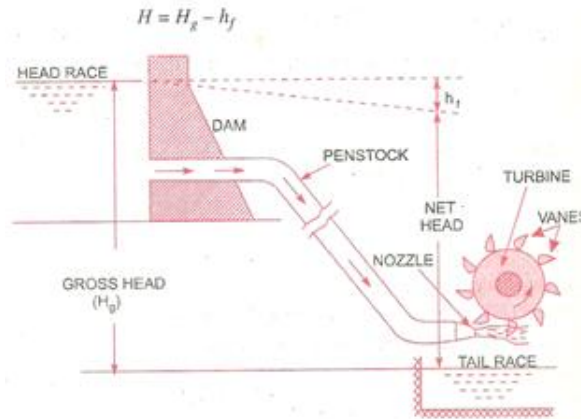 H = H_g – h_f
HEAD RACE
h_f
DAM
PENSTOCK
TURBINE
VANES
NET
HEAD
NOZZLE
GROSS HEAD
(H_g)
TAIL RACE